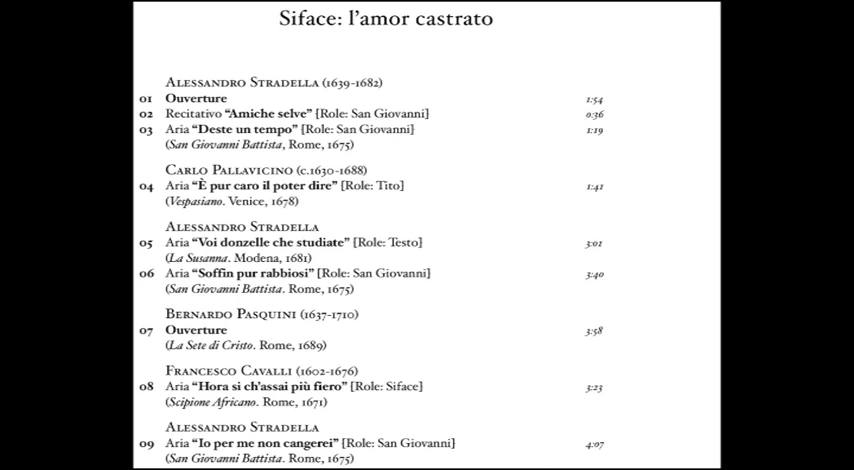 Siface: l’amor castrato
Alessandro Stradella (1639-1682)
01 Ouverture 1:54
02 Recitativo “Amiche selve” [Role: San Giovanni] 0:36
03 Aria “Deste un tempo” [Role: San Giovanni] 1:19
(San Giovanni Battista, Rome, 1675)
Carlo Pallavicino (c.1630-1688)
04 Aria “È pur caro il poter dire” [Role: Tito] 1:41
(Vespasiano. Venice, 1678)
Alessandro Stradella
05 Aria “Voi donzelle che studiate” [Role: Testo] 3:01
(La Susanna. Modena, 1681)
06 Aria “Soffin pur rabbiosi” [Role: San Giovanni] 3:40
(San Giovanni Battista. Rome, 1675)
Bernardo Pasquini (1637-1710)
07 Ouverture 3:58
(La Sete di Cristo. Rome, 1689)
Francesco Cavalli (1602-1676)
08 Aria “Hora si ch’assai più fiero” [Role: Siface] 3:23
(Scipione Africano. Rome, 1671)
Alessandro Stradella
09 Aria “Io per me non cangerei” [Role: San Giovanni] 4:07
(San Giovanni Battista. Rome, 1675)